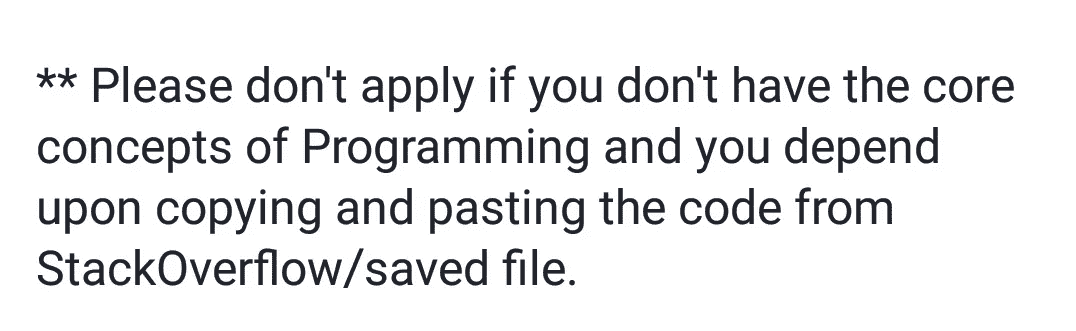 ** Please don't apply if you don't have the core
concepts of Programming and you depend
upon copying and pasting the code from
StackOverflow/saved file.